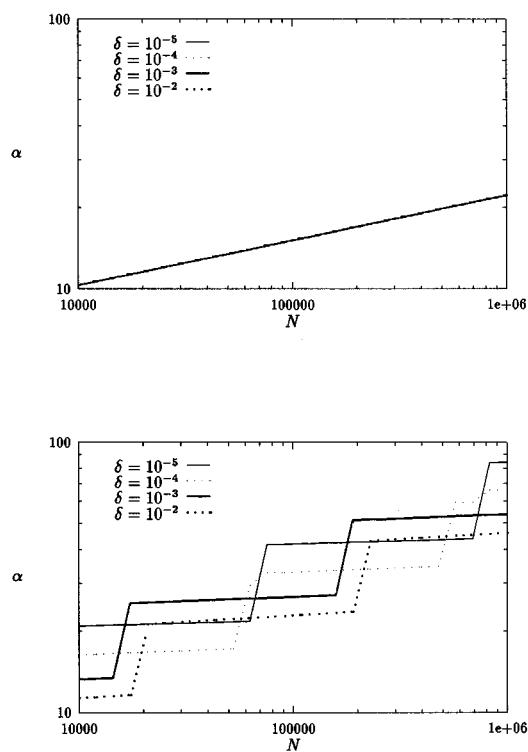 100
δ = 10⁻⁵
δ = 10⁻⁴
δ = 10⁻³
δ = 10⁻²
α
10
10000
100000
1e+06
N
100
δ = 10⁻⁵
δ = 10⁻⁴
δ = 10⁻³
δ = 10⁻²
α
10
10000
100000
1e+06
N